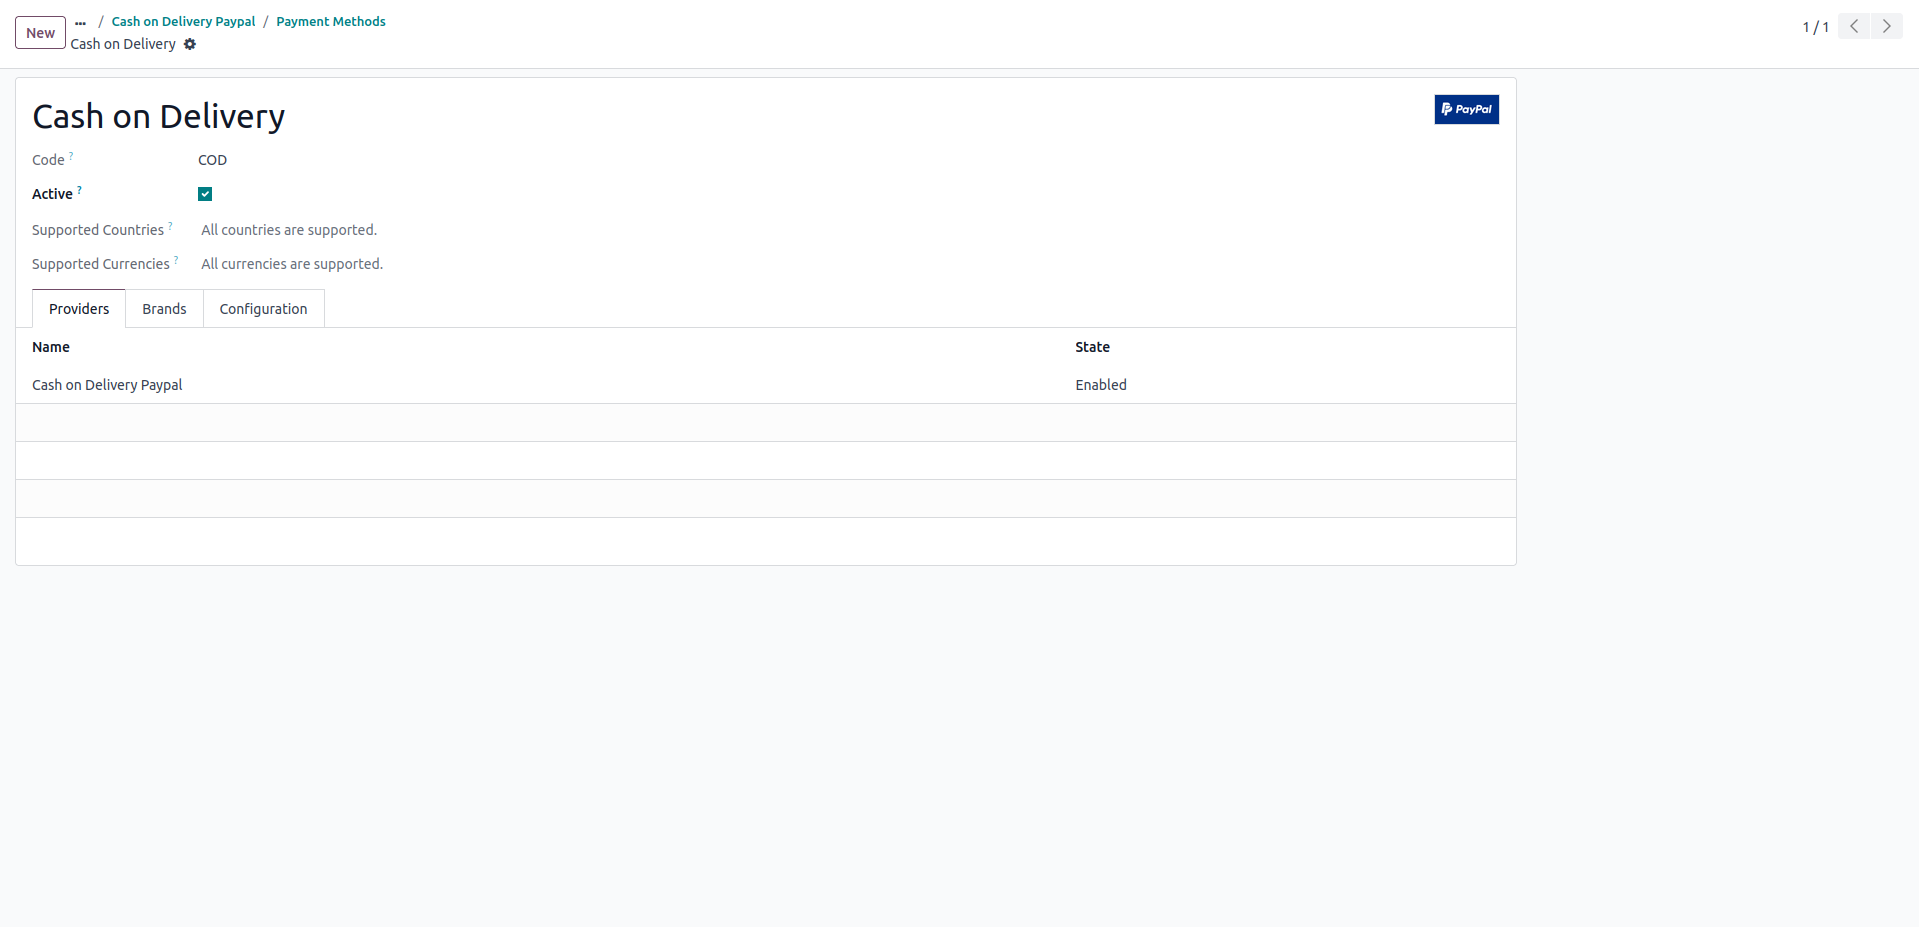 New
... / Cash on Delivery Paypal / Payment Methods
Cash on Delivery
1 / 1
Cash on Delivery
PayPal
Code ? COD
Active ?
Supported Countries ? All countries are supported.
Supported Currencies ? All currencies are supported.
Providers Brands Configuration
Name State
Cash on Delivery Paypal Enabled